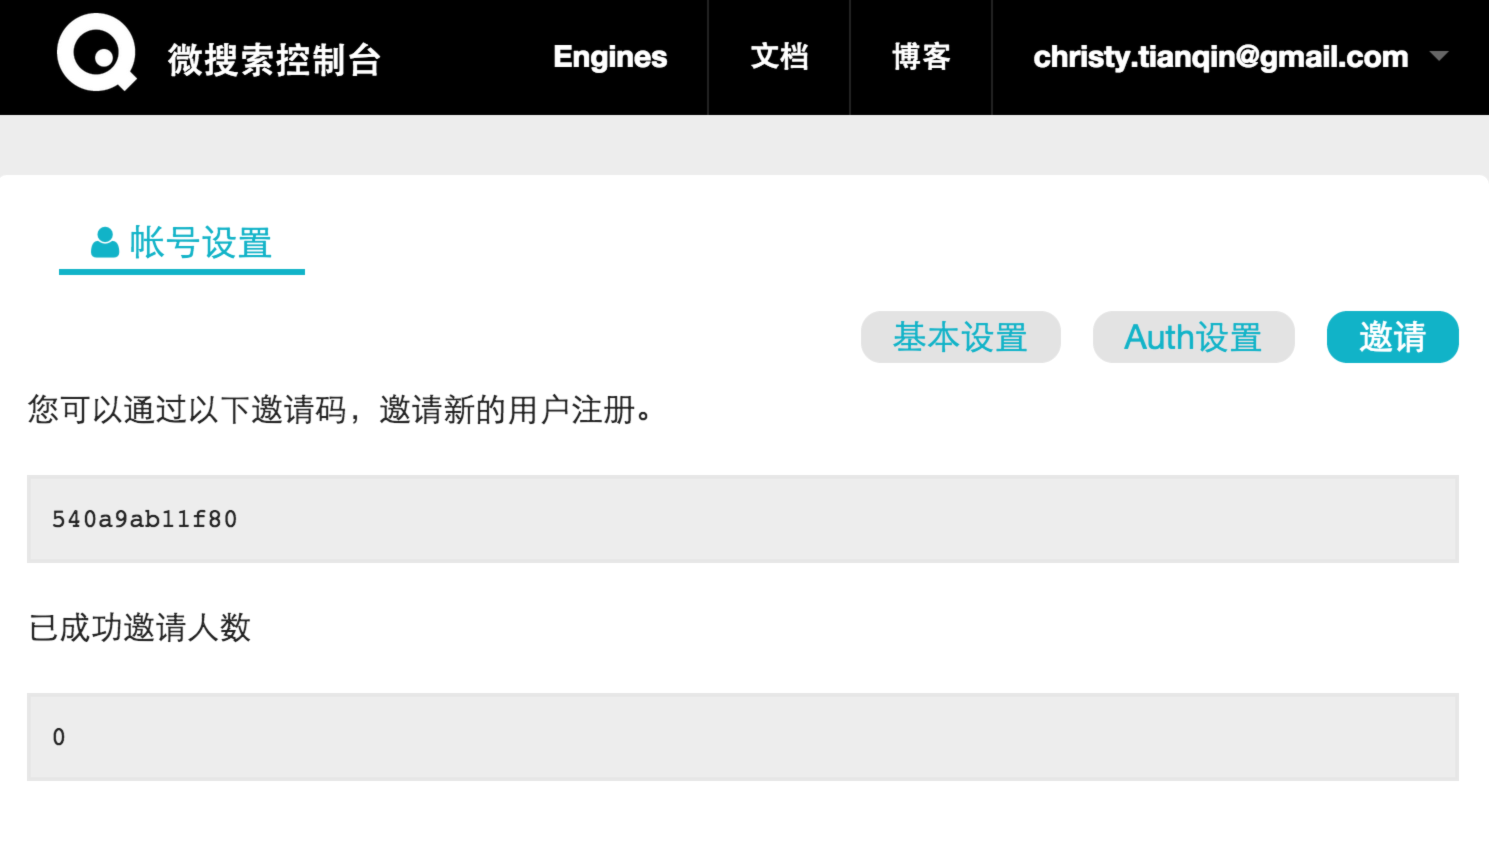 微搜索控制台 Engines 文档 博客 christy.tianqin@gmail.com
帐号设置
基本设置 Auth设置 邀请
您可以通过以下邀请码，邀请新的用户注册。
540a9ab11f80
已成功邀请人数
0